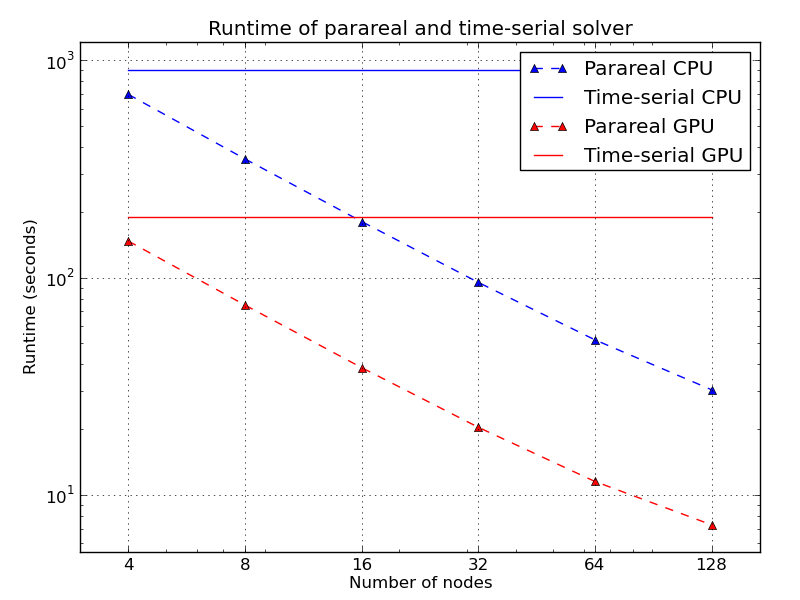 Runtime of parareal and time-serial solver
Parareal CPU
Time-serial CPU
Parareal GPU
Time-serial GPU
10³
10²
10¹
Runtime (seconds)
4 8 16 32 64 128
Number of nodes